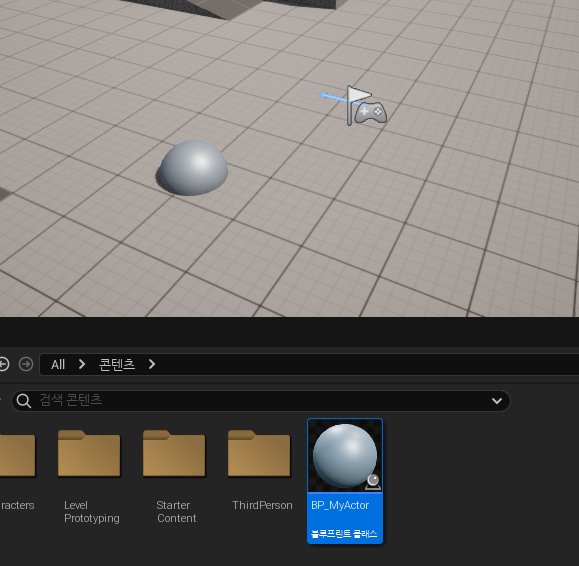 All
콘텐츠
검색 콘텐츠
racters
Level
Prototyping
Starter
Content
ThirdPerson
BP_MyActor
블루프린트 클래스